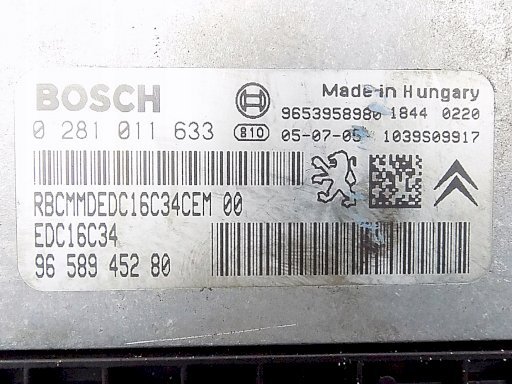 BOSCH
Made in Hungary
9653958980 1844 0220
0 281 011 633 810 05-07-05 1039S09917
RBCMMDEDC16C34CEM 00
EDC16C34
96 589 452 80